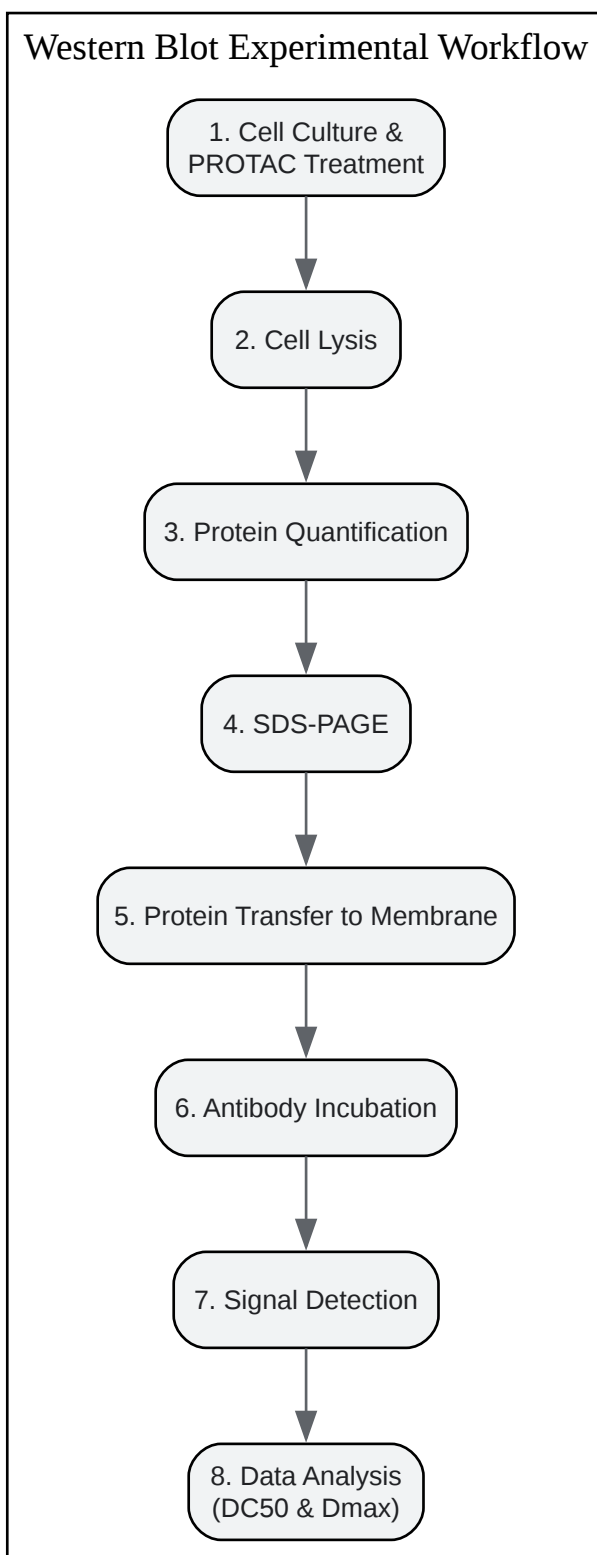 Western Blot Experimental Workflow
1. Cell Culture &
PROTAC Treatment
2. Cell Lysis
3. Protein Quantification
4. SDS-PAGE
5. Protein Transfer to Membrane
6. Antibody Incubation
7. Signal Detection
8. Data Analysis
(DC50 & Dmax)